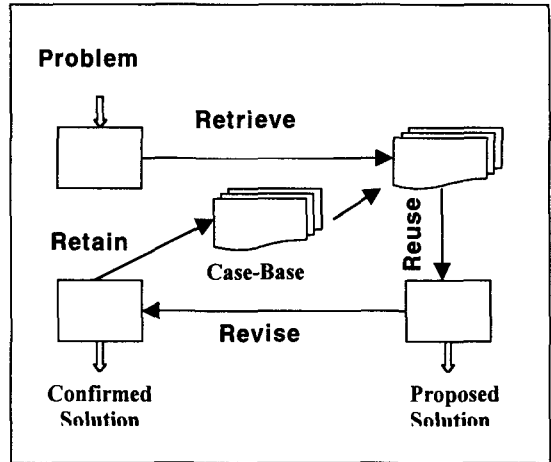 Problem
Retrieve
Retain
Case-Base
Reuse
Revise
Confirmed
Solution
Proposed
Solution